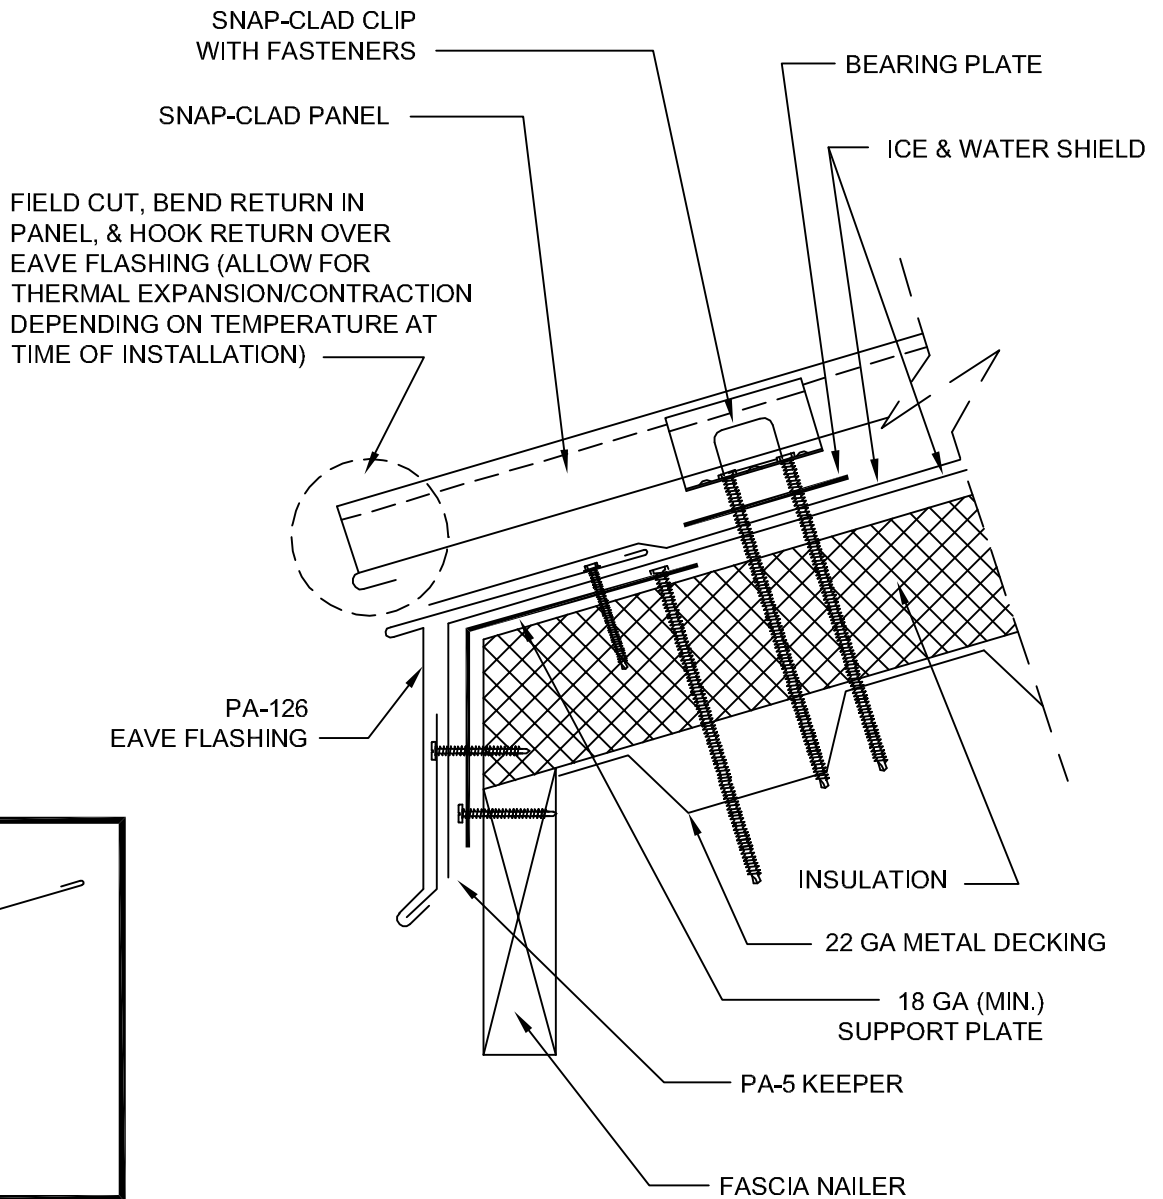 SNAP-CLAD CLIP
WITH FASTENERS
BEARING PLATE
SNAP-CLAD PANEL
ICE & WATER SHIELD
FIELD CUT, BEND RETURN IN
PANEL, & HOOK RETURN OVER
EAVE FLASHING (ALLOW FOR
THERMAL EXPANSION/CONTRACTION
DEPENDING ON TEMPERATURE AT
TIME OF INSTALLATION)
PA-126
EAVE FLASHING
INSULATION
22 GA METAL DECKING
18 GA (MIN.)
SUPPORT PLATE
PA-5 KEEPER
FASCIA NAILER